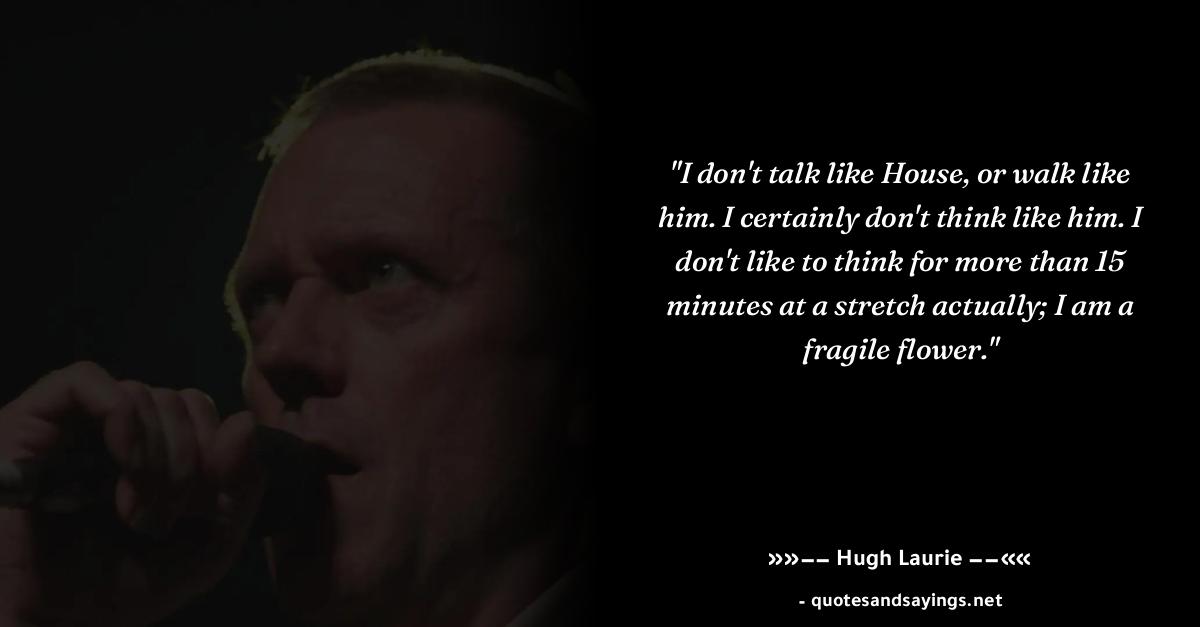 "I don't talk like House, or walk like
him. I certainly don't think like him. I
don't like to think for more than 15
minutes at a stretch actually; I am a
fragile flower."
»»–– Hugh Laurie ––««
- quotesandsayings.net